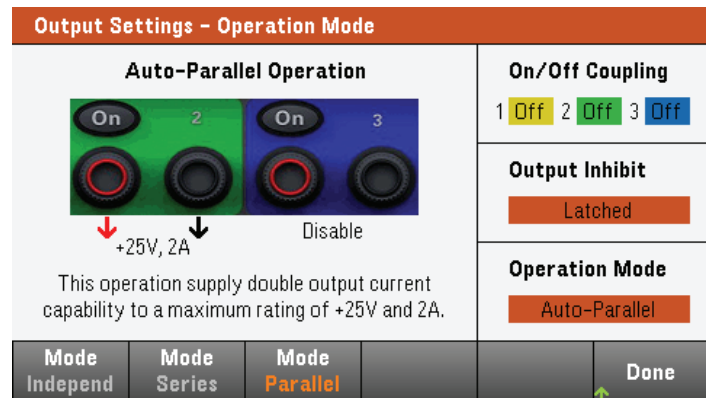 Output Settings - Operation Mode
Auto-Parallel Operation
On 2 On 3
+25V, 2A
Disable
This operation supply double output current
capability to a maximum rating of +25V and 2A.
On/Off Coupling
1 Off 2 Off 3 Off
Output Inhibit
Latched
Operation Mode
Auto-Parallel
Mode Independ
Mode Series
Mode Parallel
Done